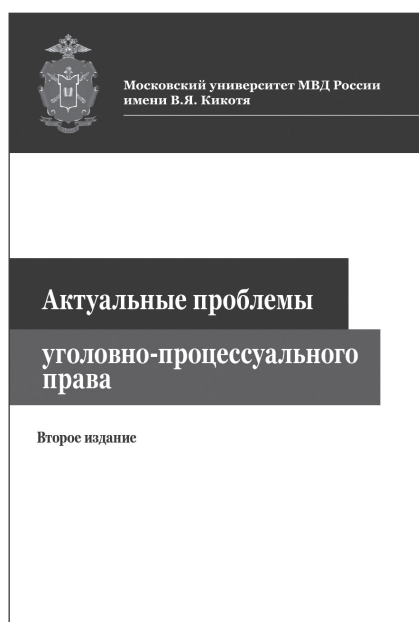 Московский университет МВД России
имени В.Я. Кикотя
Актуальные проблемы
уголовно-процессуального
права
Второе издание